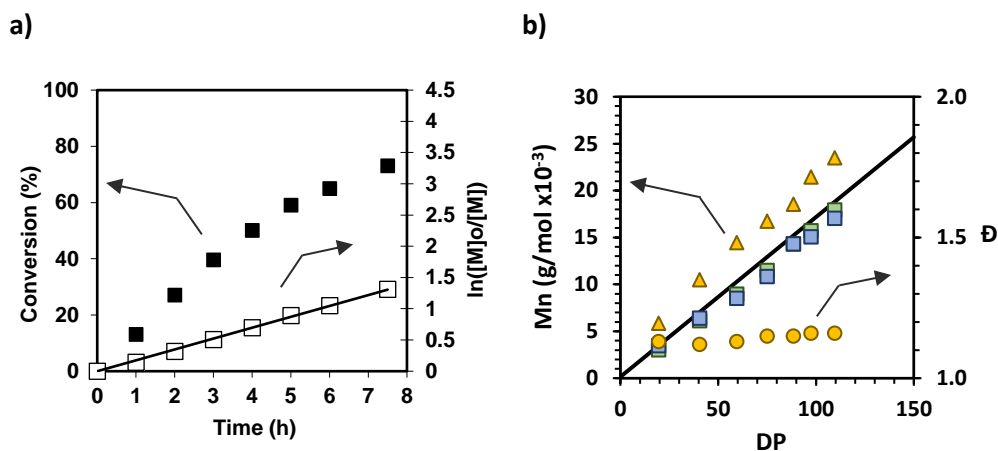 a)
100
80
60
40
20
0
Conversion (%)
4.5
4
3.5
3
2.5
2
1.5
1
0.5
0
ln([M]o/[M])
0 1 2 3 4 5 6 7 8
Time (h)
b)
30
25
20
15
10
5
0
Mn (g/mol x10⁻³)
2.0
1.5
1.0
Đ
0 50 100 150
DP